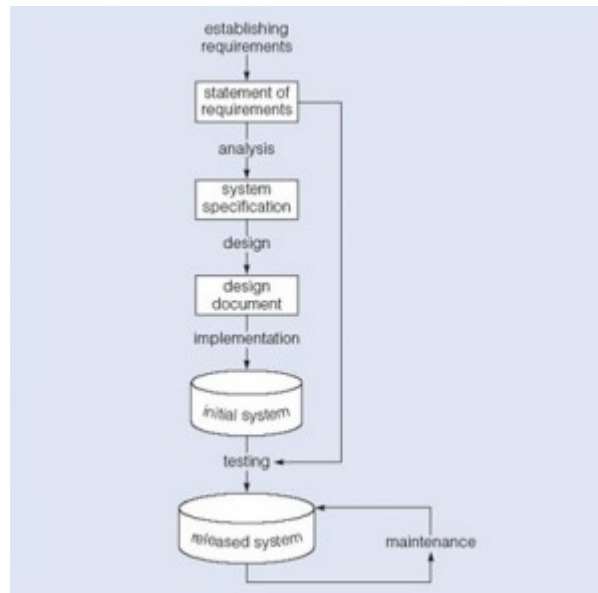 establishing
requirements
statement of
requirements
analysis
system
specification
design
design
document
implementation
initial system
testing
released system
maintenance